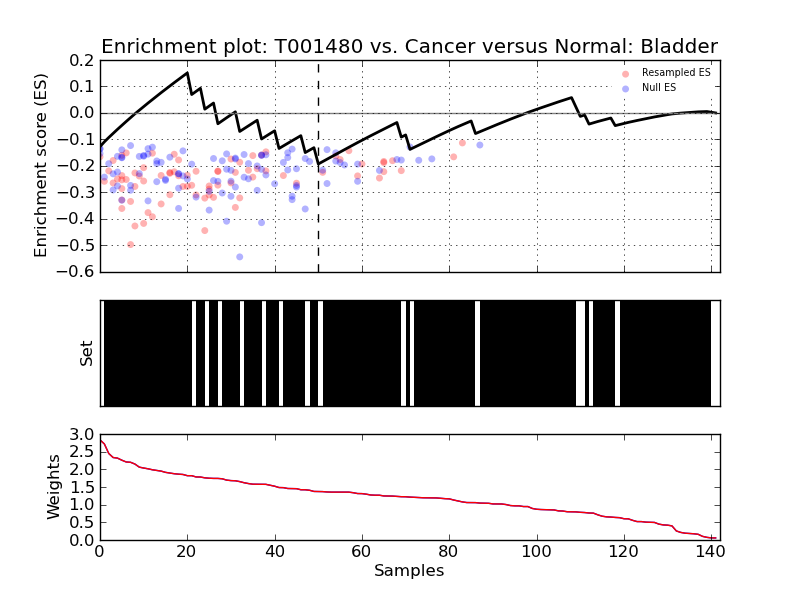 Enrichment plot: T001480 vs. Cancer versus Normal: Bladder
0.2
0.1
0.0
−0.1
−0.2
−0.3
−0.4
−0.5
−0.6
Enrichment score (ES)
Resampled ES
Null ES
Set
3.0
2.5
2.0
1.5
1.0
0.5
0.0
Weights
0 20 40 60 80 100 120 140
Samples